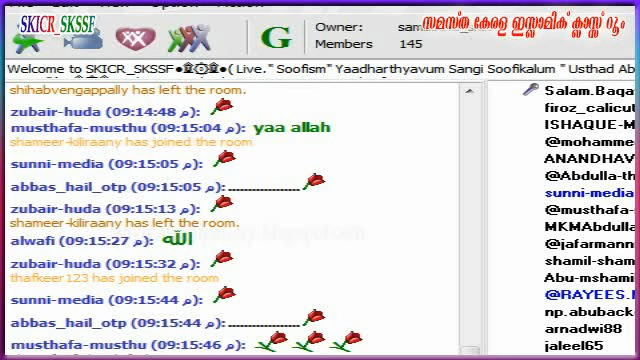 SKICR_SKSSF
സമസ്ത കേരള ഇസ്ലാമിക് ക്ലാസ്സ് റൂം
Owner:
Members 145
G
Welcome to SKICR_SKSSF (Live." Soofism" Yaadharthyavum Sangi Soofikalum " Usthad Ab
shihabvengappally has left the room.
zubair-huda (09:14:48 م):
musthafa-musthu (09:15:04 م): yaa allah
shameer-kiliraany has joined the room
sunni-media (09:15:05 م):
abbas_hail_otp (09:15:05 م):..................
zubair-huda (09:15:13 م):
shameer-kiliraany has left the room.
alwafi (09:15:27 م): الله
zubair-huda (09:15:32 م):
thafkeer123 has joined the room
sunni-media (09:15:44 م):
abbas_hail_otp (09:15:44 م):..................
musthafa-musthu (09:15:46 م):
Salam.Baqa
firoz_calicut
ISHAQUE-M
@mohamme
ANANDHAV
@Abdulla-th
sunni-media
@musthafa-m
MKMAbdulla
@jafarmann
shamil-sham
Abu-mshami
@RAYEES.
np.abuback
arnadwi88
jaleel65